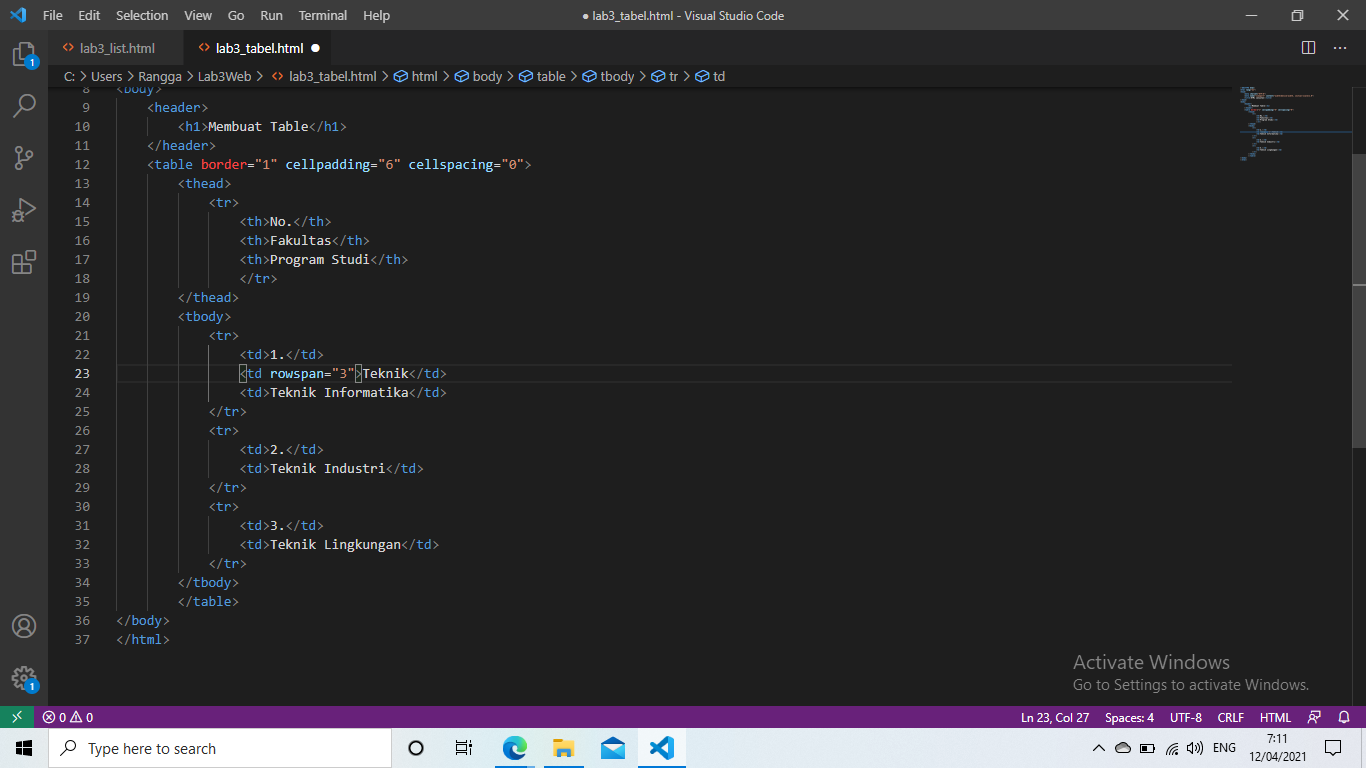 File Edit Selection View Go Run Terminal Help ● lab3_tabel.html - Visual Studio Code
lab3_list.html lab3_tabel.html ●
C: > Users > Rangga > Lab3Web > lab3_tabel.html > html > body > table > tbody > tr > td
8 <body>
9 <header>
10 <h1>Membuat Table</h1>
11 </header>
12 <table border="1" cellpadding="6" cellspacing="0">
13 <thead>
14 <tr>
15 <th>No.</th>
16 <th>Fakultas</th>
17 <th>Program Studi</th>
18 </tr>
19 </thead>
20 <tbody>
21 <tr>
22 <td>1.</td>
23 <td rowspan="3">Teknik</td>
24 <td>Teknik Informatika</td>
25 </tr>
26 <tr>
27 <td>2.</td>
28 <td>Teknik Industri</td>
29 </tr>
30 <tr>
31 <td>3.</td>
32 <td>Teknik Lingkungan</td>
33 </tr>
34 </tbody>
35 </table>
36 </body>
37 </html>
1
1
Activate Windows
Go to Settings to activate Windows.
0 0 Ln 23, Col 27 Spaces: 4 UTF-8 CRLF HTML
Type here to search
ENG
7:11
12/04/2021